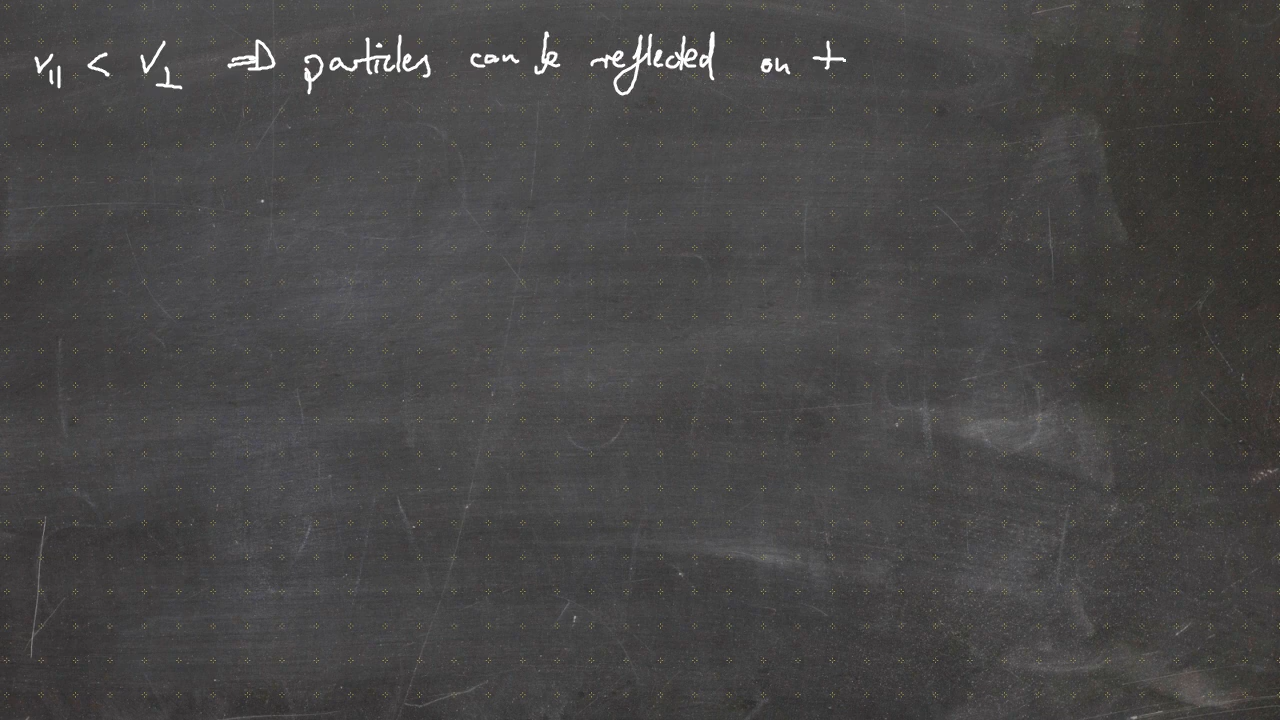 v∥ < v⊥ ⇒ particles can be reflected on t